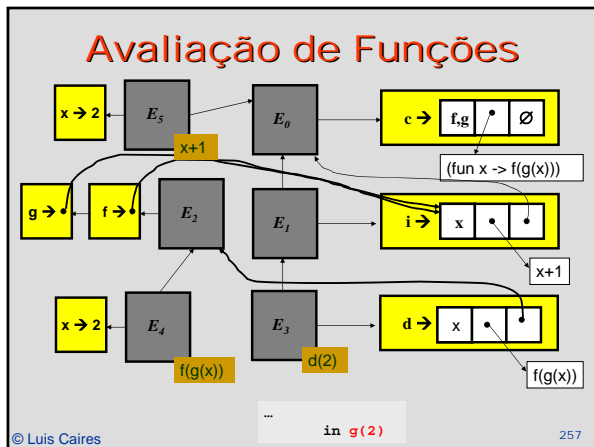 Avaliação de Funções
x → 2
E5
E0
c → f,g • Ø
x+1
(fun x -> f(g(x)))
g → •
f → •
E2
E1
i → x • •
x+1
x → 2
E4
E3
d → x • •
f(g(x))
d(2)
f(g(x))
…
in g(2)
© Luis Caires
257